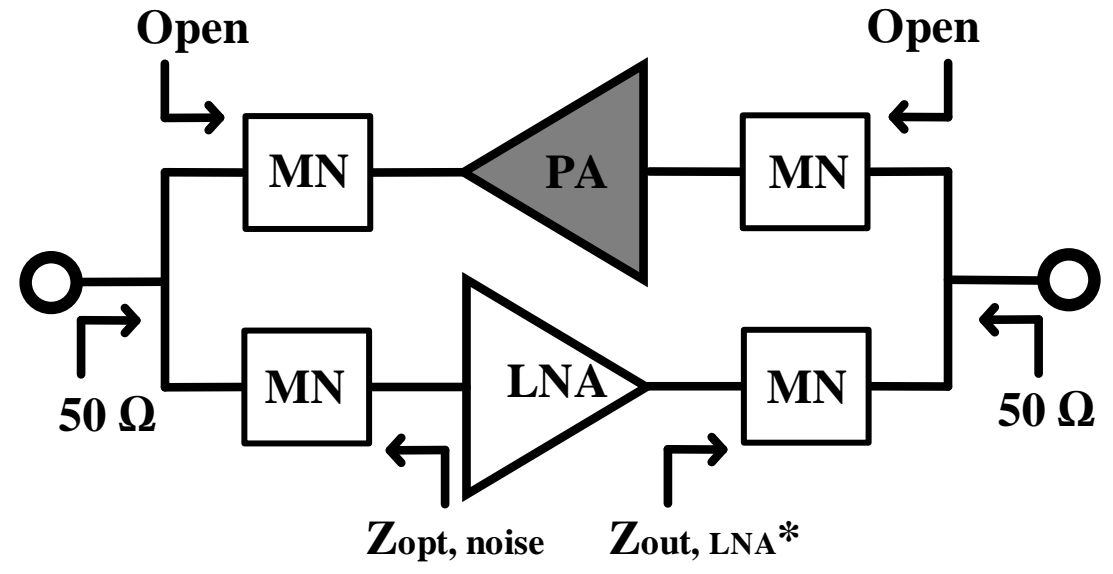 Open Open
MN PA MN
50 Ω MN LNA MN 50 Ω
Zopt, noise Zout, LNA*